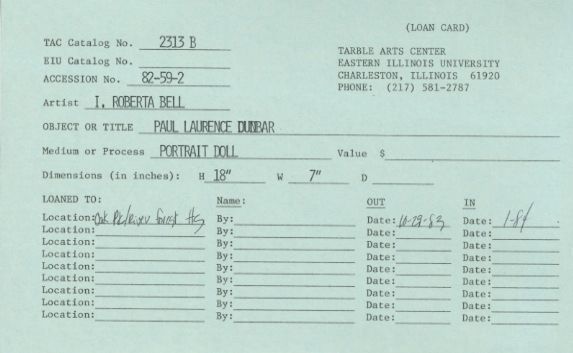 (LOAN CARD)
TAC Catalog No. 2313 B
EIU Catalog No.
ACCESSION No. 82-59-2
TARBLE ARTS CENTER
EASTERN ILLINOIS UNIVERSITY
CHARLESTON, ILLINOIS 61920
PHONE: (217) 581-2787
Artist I. ROBERTA BELL
OBJECT OR TITLE PAUL LAURENCE DUNBAR
Medium or Process PORTRAIT DOLL Value $
Dimensions (in inches): H 18" W 7" D
LOANED TO: Name: OUT IN
Location: Oak Pk/River Forest By: Date: 10-29-83 Date: 1-84
Location: By: Date: Date:
Location: By: Date: Date:
Location: By: Date: Date:
Location: By: Date: Date:
Location: By: Date: Date:
Location: By: Date: Date:
Location: By: Date: Date:
Location: By: Date: Date: